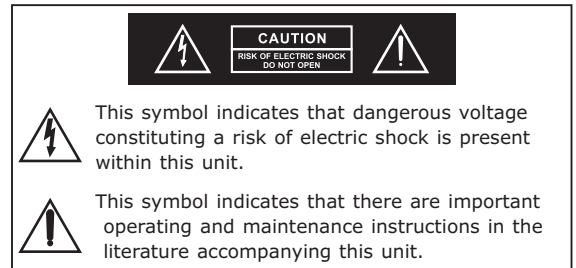 CAUTION
RISK OF ELECTRIC SHOCK
DO NOT OPEN
This symbol indicates that dangerous voltage
constituting a risk of electric shock is present
within this unit.
This symbol indicates that there are important
operating and maintenance instructions in the
literature accompanying this unit.